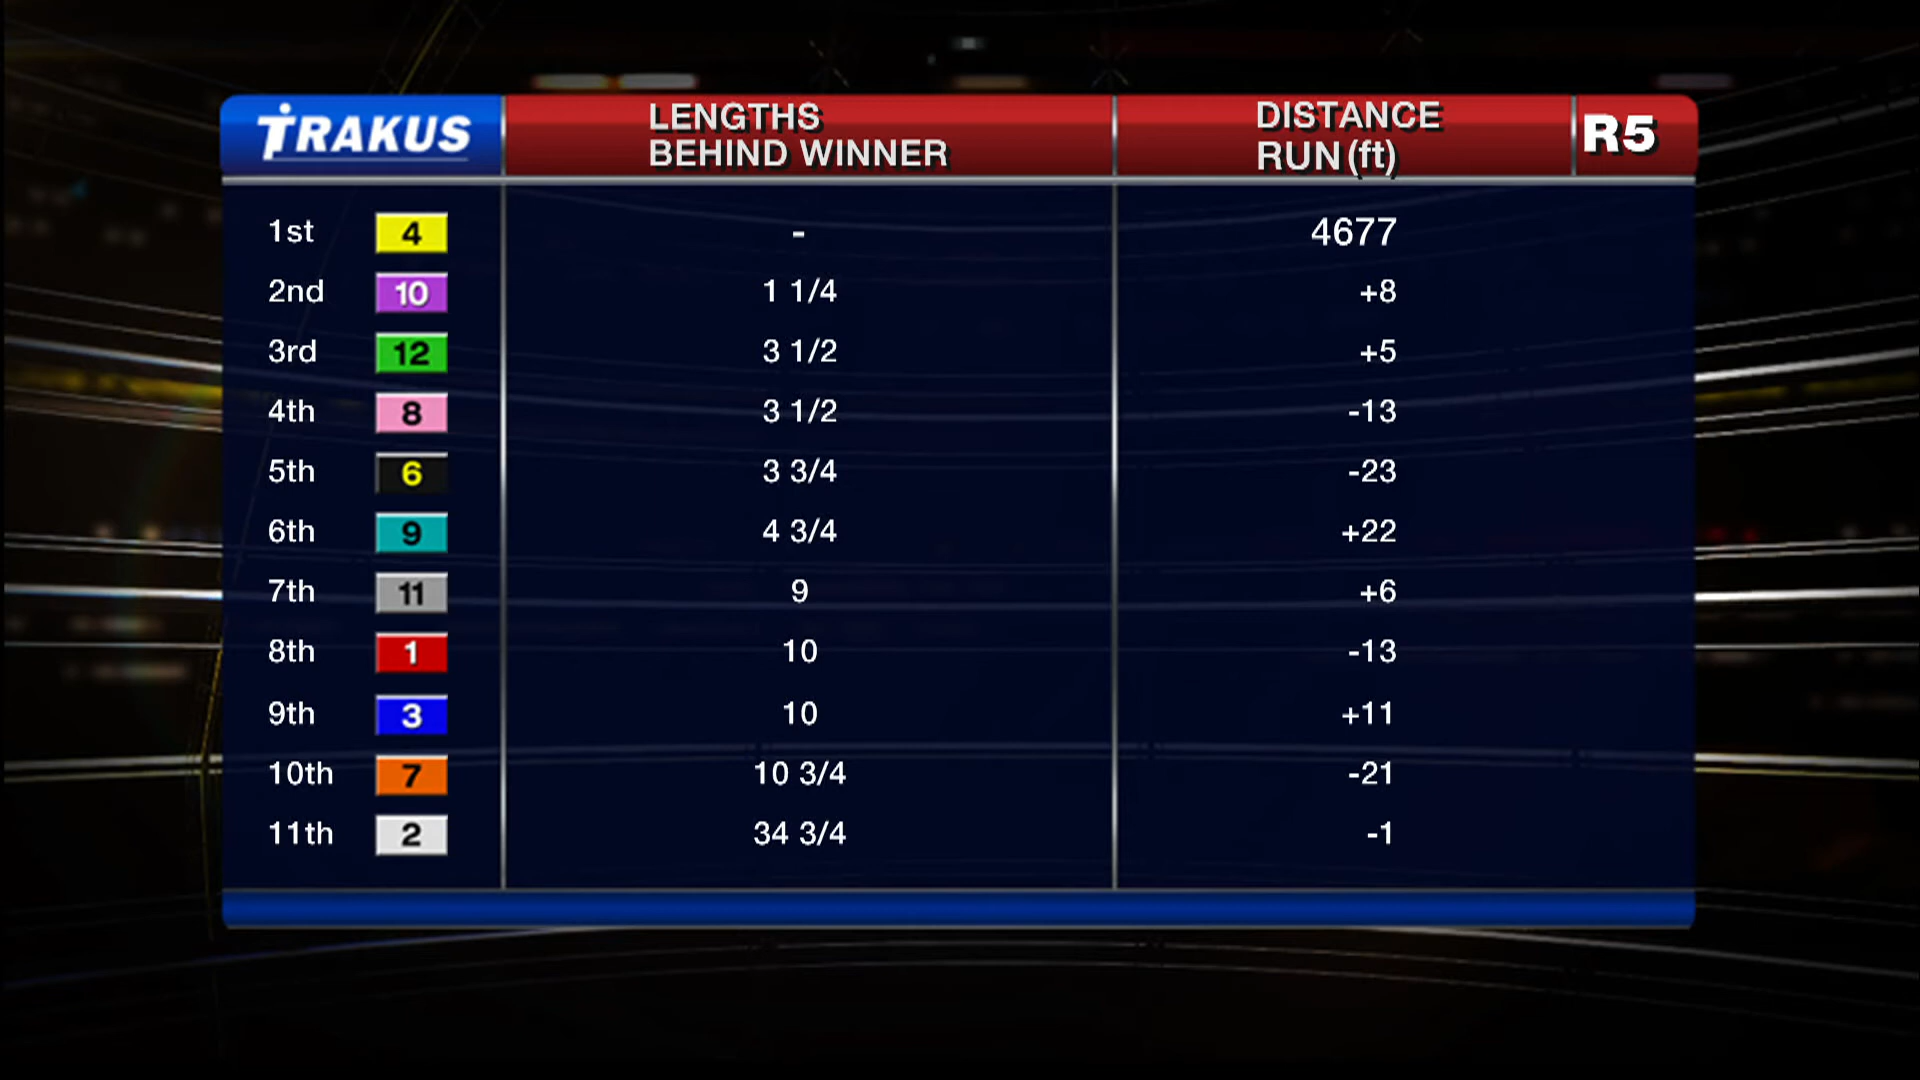 TRAKUS
LENGTHS
BEHIND WINNER
DISTANCE
RUN (ft)
R5
1st 4 - 4677
2nd 10 1 1/4 +8
3rd 12 3 1/2 +5
4th 8 3 1/2 -13
5th 6 3 3/4 -23
6th 9 4 3/4 +22
7th 11 9 +6
8th 1 10 -13
9th 3 10 +11
10th 7 10 3/4 -21
11th 2 34 3/4 -1